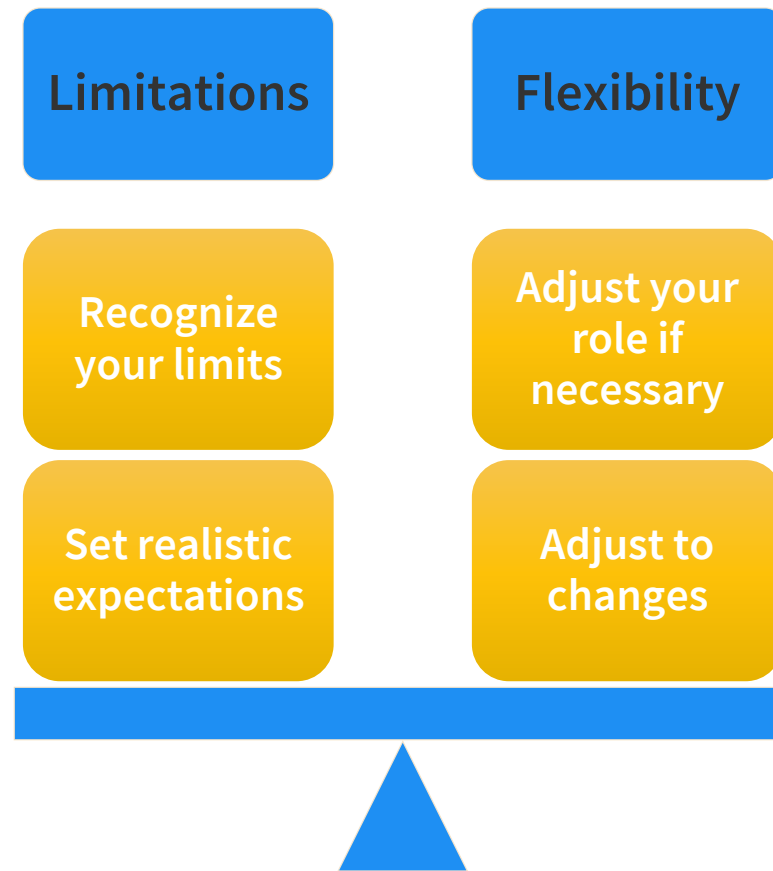 Limitations
Flexibility
Recognize
your limits
Adjust your
role if
necessary
Set realistic
expectations
Adjust to
changes